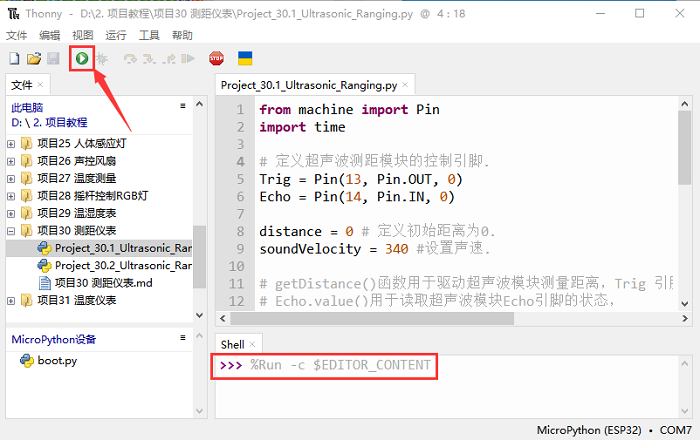 Thonny - D:\2. 项目教程\项目30 测距仪表\Project_30.1_Ultrasonic_Ranging.py @ 4 : 18
文件 编辑 视图 运行 工具 帮助
STOP
文件
此电脑
D: \ 2. 项目教程
项目25 人体感应灯
项目26 声控风扇
项目27 温度测量
项目28 摇杆控制RGB灯
项目29 温湿度表
项目30 测距仪表
Project_30.1_Ultrasonic_Ran
Project_30.2_Ultrasonic_Ran
项目30 测距仪表.md
项目31 温度仪表
MicroPython设备
boot.py
Project_30.1_Ultrasonic_Ranging.py
1 from machine import Pin
2 import time
3
4 # 定义超声波测距模块的控制引脚.
5 Trig = Pin(13, Pin.OUT, 0)
6 Echo = Pin(14, Pin.IN, 0)
7
8 distance = 0 # 定义初始距离为0.
9 soundVelocity = 340 #设置声速.
10
11 # getDistance()函数用于驱动超声波模块测量距离, Trig 引脚
12 # Echo.value()用于读取超声波模块Echo引脚的状态,
Shell
>>> %Run -c $EDITOR_CONTENT
MicroPython (ESP32) • COM7